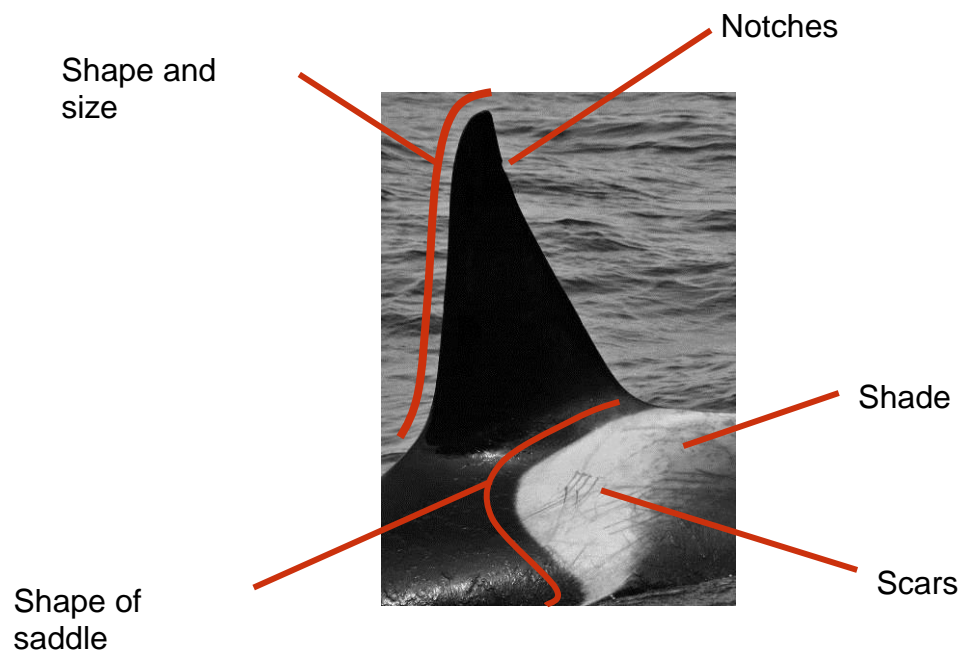 Notches
Shape and
size
Shade
Scars
Shape of
saddle